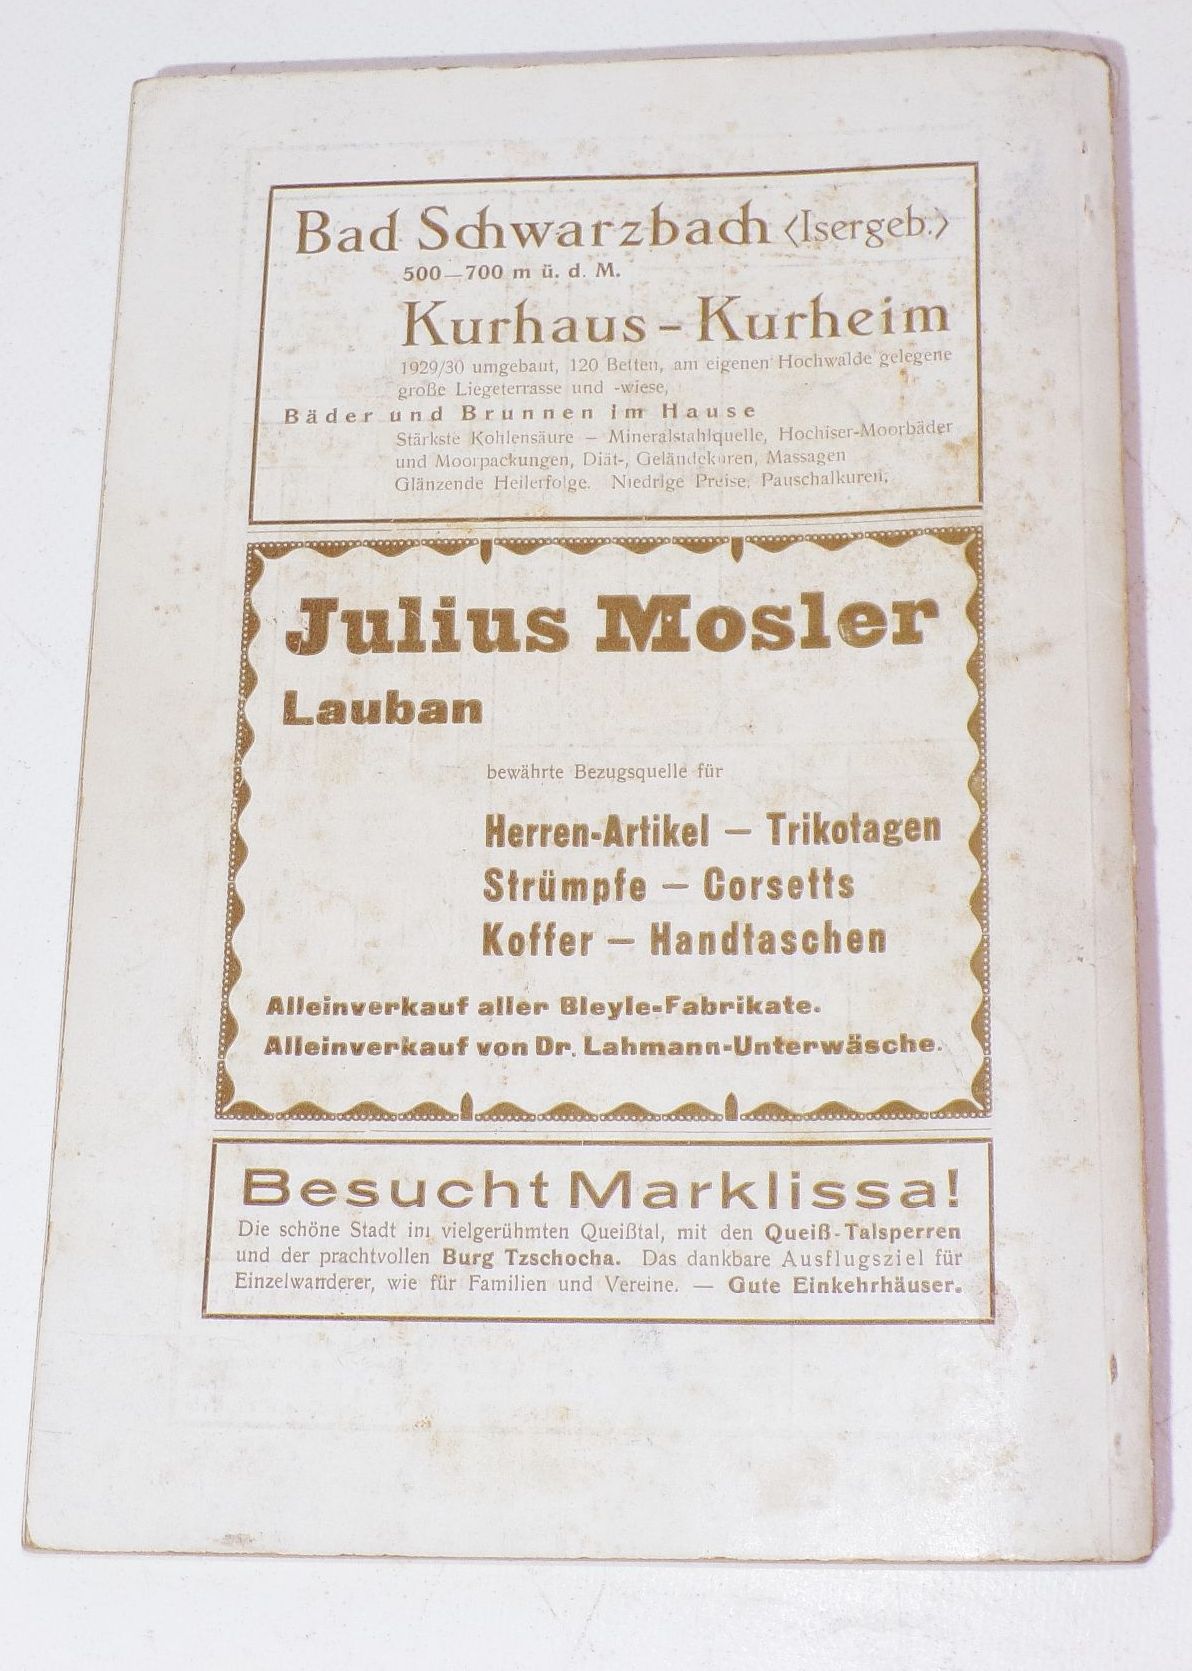 Bad Schwarzbach ‹Isergeb.›
500—700 m ü. d. M.
Kurhaus - Kurheim
1929/30 umgebaut, 120 Betten, am eigenen Hochwalde gelegene
große Liegeterrasse und -wiese,
Bäder und Brunnen im Hause
Stärkste Kohlensäure — Mineralstahlquelle, Hochiser-Moorbäder
und Moorpackungen, Diät-, Geländekuren, Massagen
Glänzende Heilerfolge. Niedrige Preise, Pauschalkuren.
Julius Mosler
Lauban
bewährte Bezugsquelle für
Herren-Artikel — Trikotagen
Strümpfe — Corsetts
Koffer — Handtaschen
Alleinverkauf aller Bleyle-Fabrikate.
Alleinverkauf von Dr. Lahmann-Unterwäsche.
Besucht Marklissa!
Die schöne Stadt im vielgerühmten Queißtal, mit den Queiß-Talsperren
und der prachtvollen Burg Tzschocha. Das dankbare Ausflugsziel für
Einzelwanderer, wie für Familien und Vereine. — Gute Einkehrhäuser.